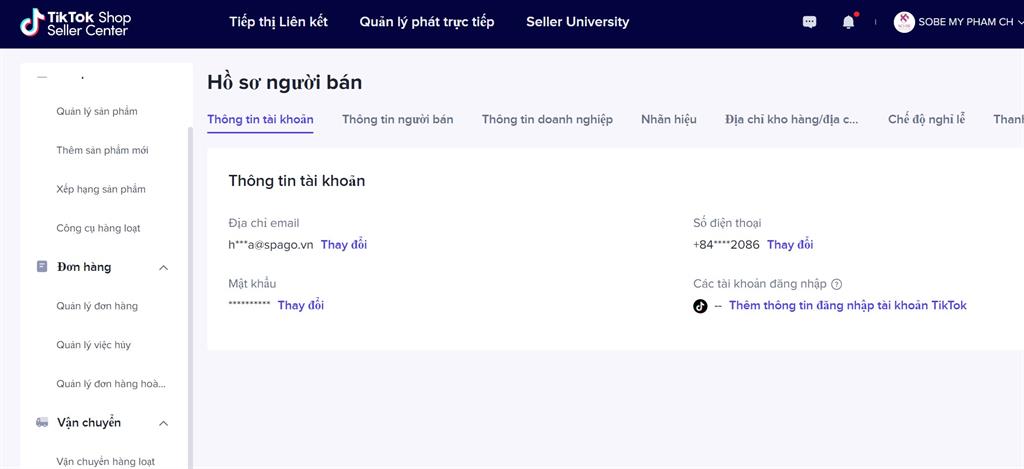 TikTok Shop
Seller Center
Tiếp thị Liên kết
Quản lý phát trực tiếp
Seller University
SOBE MY PHAM CH
Quản lý sản phẩm
Thêm sản phẩm mới
Xếp hạng sản phẩm
Công cụ hàng loạt
Đơn hàng
Quản lý đơn hàng
Quản lý việc hủy
Quản lý đơn hàng hoà...
Vận chuyển
Vận chuyển hàng loạt
Hồ sơ người bán
Thông tin tài khoản
Thông tin người bán
Thông tin doanh nghiệp
Nhãn hiệu
Địa chỉ kho hàng/địa c...
Chế độ nghỉ lễ
Thanh
Thông tin tài khoản
Địa chỉ email
h***a@spago.vn Thay đổi
Số điện thoại
+84****2086 Thay đổi
Mật khẩu
********** Thay đổi
Các tài khoản đăng nhập ?
-- Thêm thông tin đăng nhập tài khoản TikTok